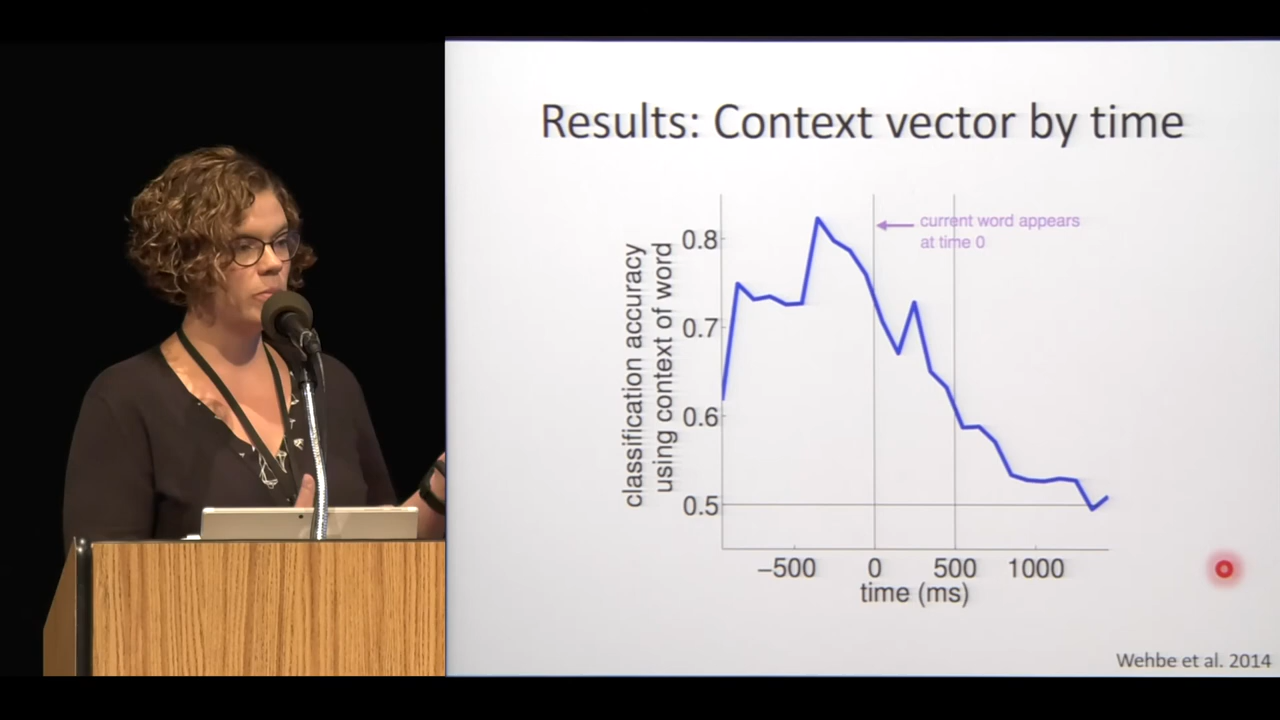 Results: Context vector by time
current word appears
at time 0
classification accuracy
using context of word
0.8
0.7
0.6
0.5
–500
0
500
1000
time (ms)
Wehbe et al. 2014